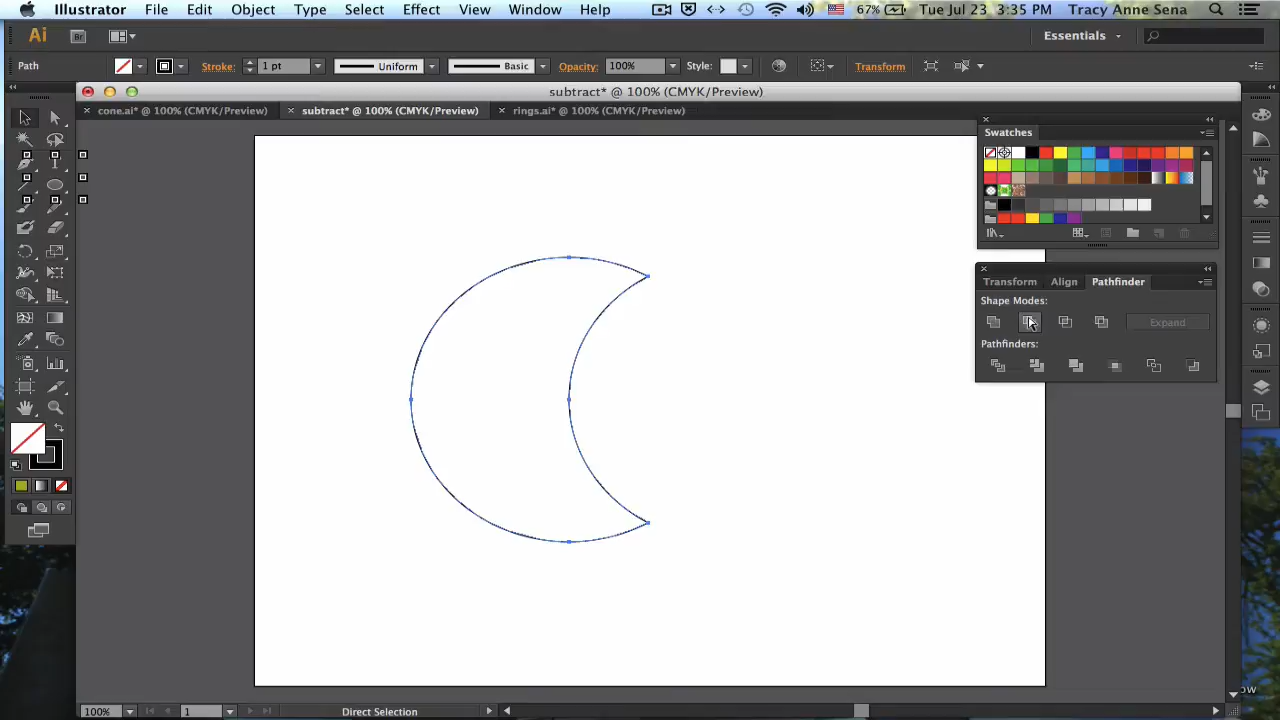 Illustrator File Edit Object Type Select Effect View Window Help 67% Tue Jul 23 3:35 PM Tracy Anne Sena
Ai Br Essentials
Path Stroke: 1 pt Uniform Basic Opacity: 100% Style: Transform
subtract* @ 100% (CMYK/Preview)
cone.ai* @ 100% (CMYK/Preview) subtract* @ 100% (CMYK/Preview) rings.ai* @ 100% (CMYK/Preview)
Swatches
Transform Align Pathfinder
Shape Modes:
Expand
Pathfinders:
100% 1 Direct Selection